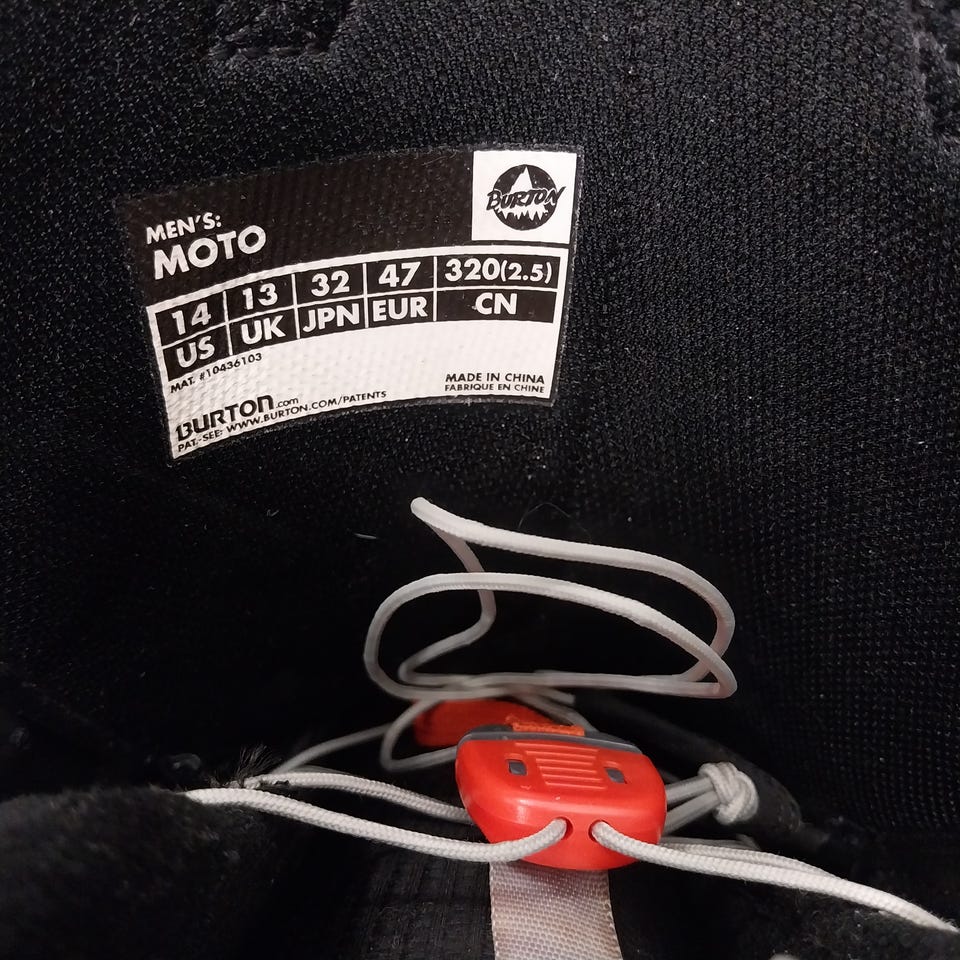 BURTON
MEN'S:
MOTO
14 13 32 47 320(2.5)
US UK JPN EUR CN
MAT. #10436103
MADE IN CHINA
FABRIQUE EN CHINE
BURTON.com
PAT.-SEE: WWW.BURTON.COM/PATENTS